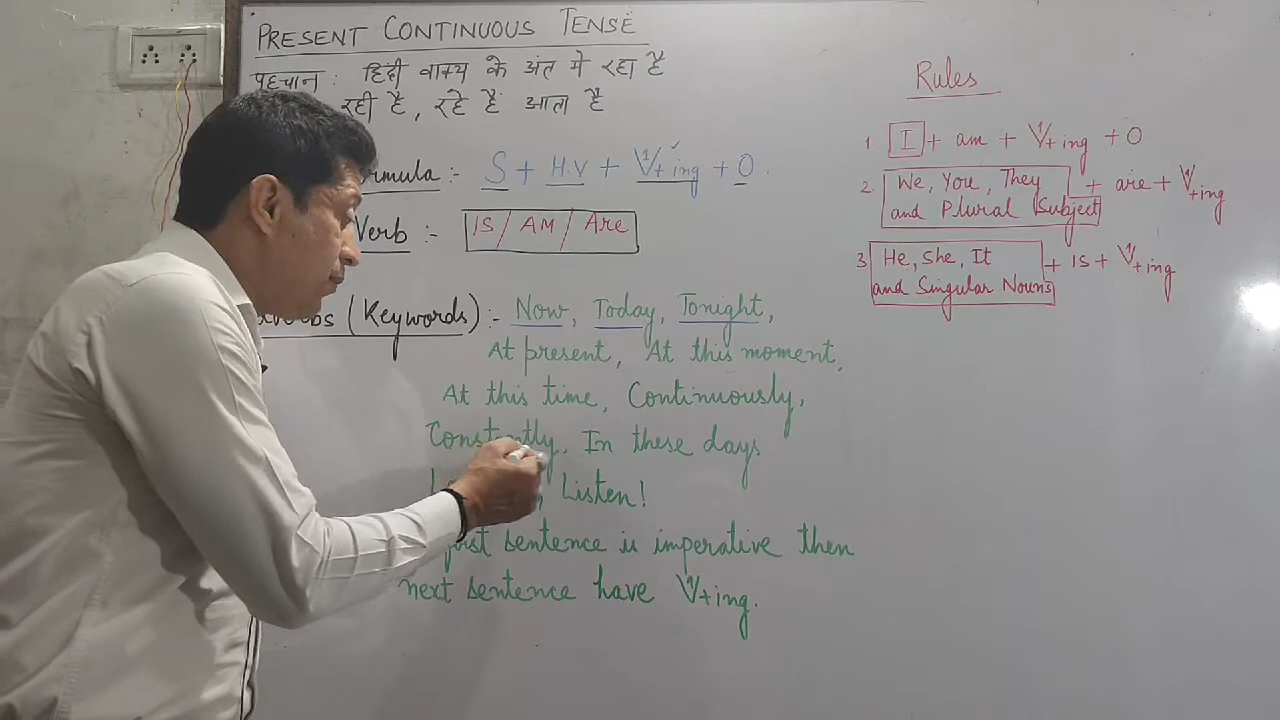 PRESENT CONTINUOUS TENSE
पहचान : हिंदी वाक्य के अंत मे रहा है
रही है, रहे हैं आता है
Formula :- S + H.V + V¹+ing + O.
Verb :- IS / AM / Are
(Keywords) :- Now, Today, Tonight,
At present, At this moment,
At this time, Continuously,
Constantly, In these days
Listen!
sentence is imperative then
next sentence have V¹+ing.
Rules
1 I + am + V¹+ing + O
2. We, You, They
and Plural Subject + are + V¹+ing
3 He, She, It
and Singular Nouns + is + V¹+ing